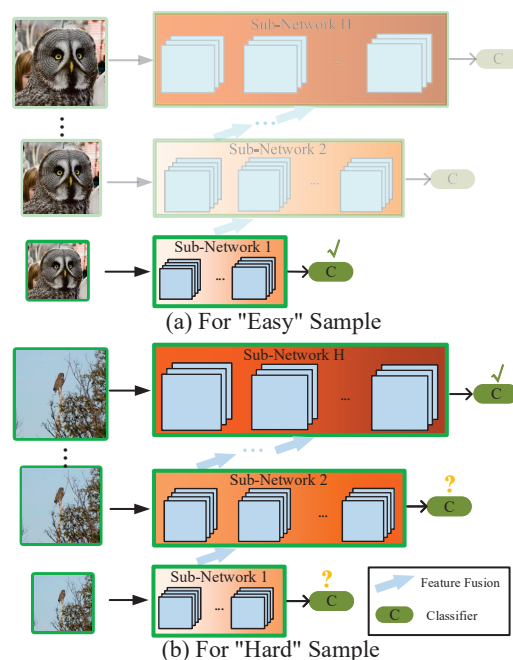 Sub-Network H
...
C
...
Sub-Network 2
...
C
...
Sub-Network 1
√
...
C
(a) For "Easy" Sample
Sub-Network H
√
...
C
...
Sub-Network 2
?
...
C
...
Sub-Network 1
?
...
C
Feature Fusion
C
Classifier
(b) For "Hard" Sample